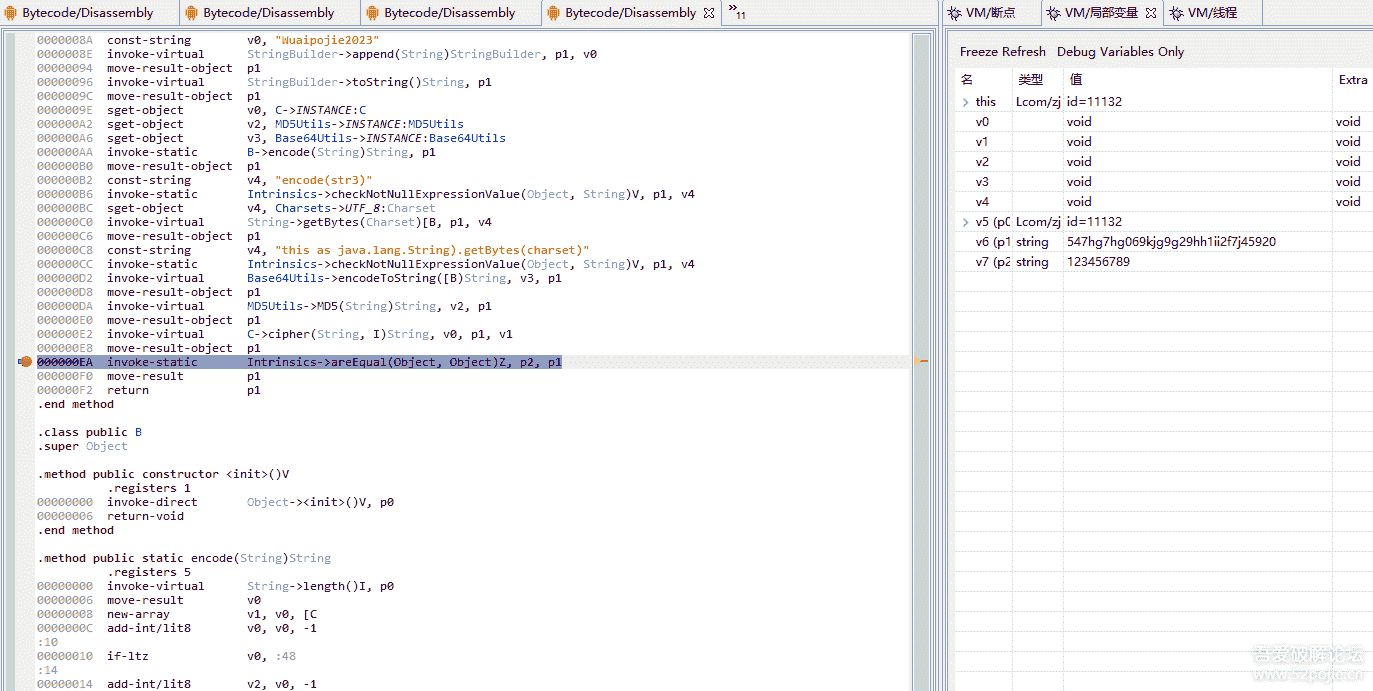 Bytecode/Disassembly Bytecode/Disassembly Bytecode/Disassembly Bytecode/Disassembly » 11
0000008A const-string v0, "Wuaipojie2023"
0000008E invoke-virtual StringBuilder->append(String)StringBuilder, p1, v0
00000094 move-result-object p1
00000096 invoke-virtual StringBuilder->toString()String, p1
0000009C move-result-object p1
0000009E sget-object v0, C->INSTANCE:C
000000A2 sget-object v2, MD5Utils->INSTANCE:MD5Utils
000000A6 sget-object v3, Base64Utils->INSTANCE:Base64Utils
000000AA invoke-static B->encode(String)String, p1
000000B0 move-result-object p1
000000B2 const-string v4, "encode(str3)"
000000B6 invoke-static Intrinsics->checkNotNullExpressionValue(Object, String)V, p1, v4
000000BC sget-object v4, Charsets->UTF_8:Charset
000000C0 invoke-virtual String->getBytes(Charset)[B, p1, v4
000000C6 move-result-object p1
000000C8 const-string v4, "this as java.lang.String).getBytes(charset)"
000000CC invoke-static Intrinsics->checkNotNullExpressionValue(Object, String)V, p1, v4
000000D2 invoke-virtual Base64Utils->encodeToString([B)String, v3, p1
000000D8 move-result-object p1
000000DA invoke-virtual MD5Utils->MD5(String)String, v2, p1
000000E0 move-result-object p1
000000E2 invoke-virtual C->cipher(String, I)String, v0, p1, v1
000000E8 move-result-object p1
000000EA invoke-static Intrinsics->areEqual(Object, Object)Z, p2, p1
000000F0 move-result p1
000000F2 return p1
.end method
.class public B
.super Object
.method public constructor <init>()V
.registers 1
00000000 invoke-direct Object-><init>()V, p0
00000006 return-void
.end method
.method public static encode(String)String
.registers 5
00000000 invoke-virtual String->length()I, p0
00000006 move-result v0
00000008 new-array v1, v0, [C
0000000C add-int/lit8 v0, v0, -1
:10
00000010 if-ltz v0, :48
:14
00000014 add-int/lit8 v2, v0, -1
VM/断点 VM/局部变量 VM/线程
Freeze Refresh Debug Variables Only
名 类型 值 Extra
this Lcom/zj id=11132
v0 void void
v1 void void
v2 void void
v3 void void
v4 void void
v5 (p0 Lcom/zj id=11132
v6 (p1 string 547hg7hg069kjg9g29hh1ii2f7j45920
v7 (p2 string 123456789
吾爱破解论坛
www.52pojie.cn